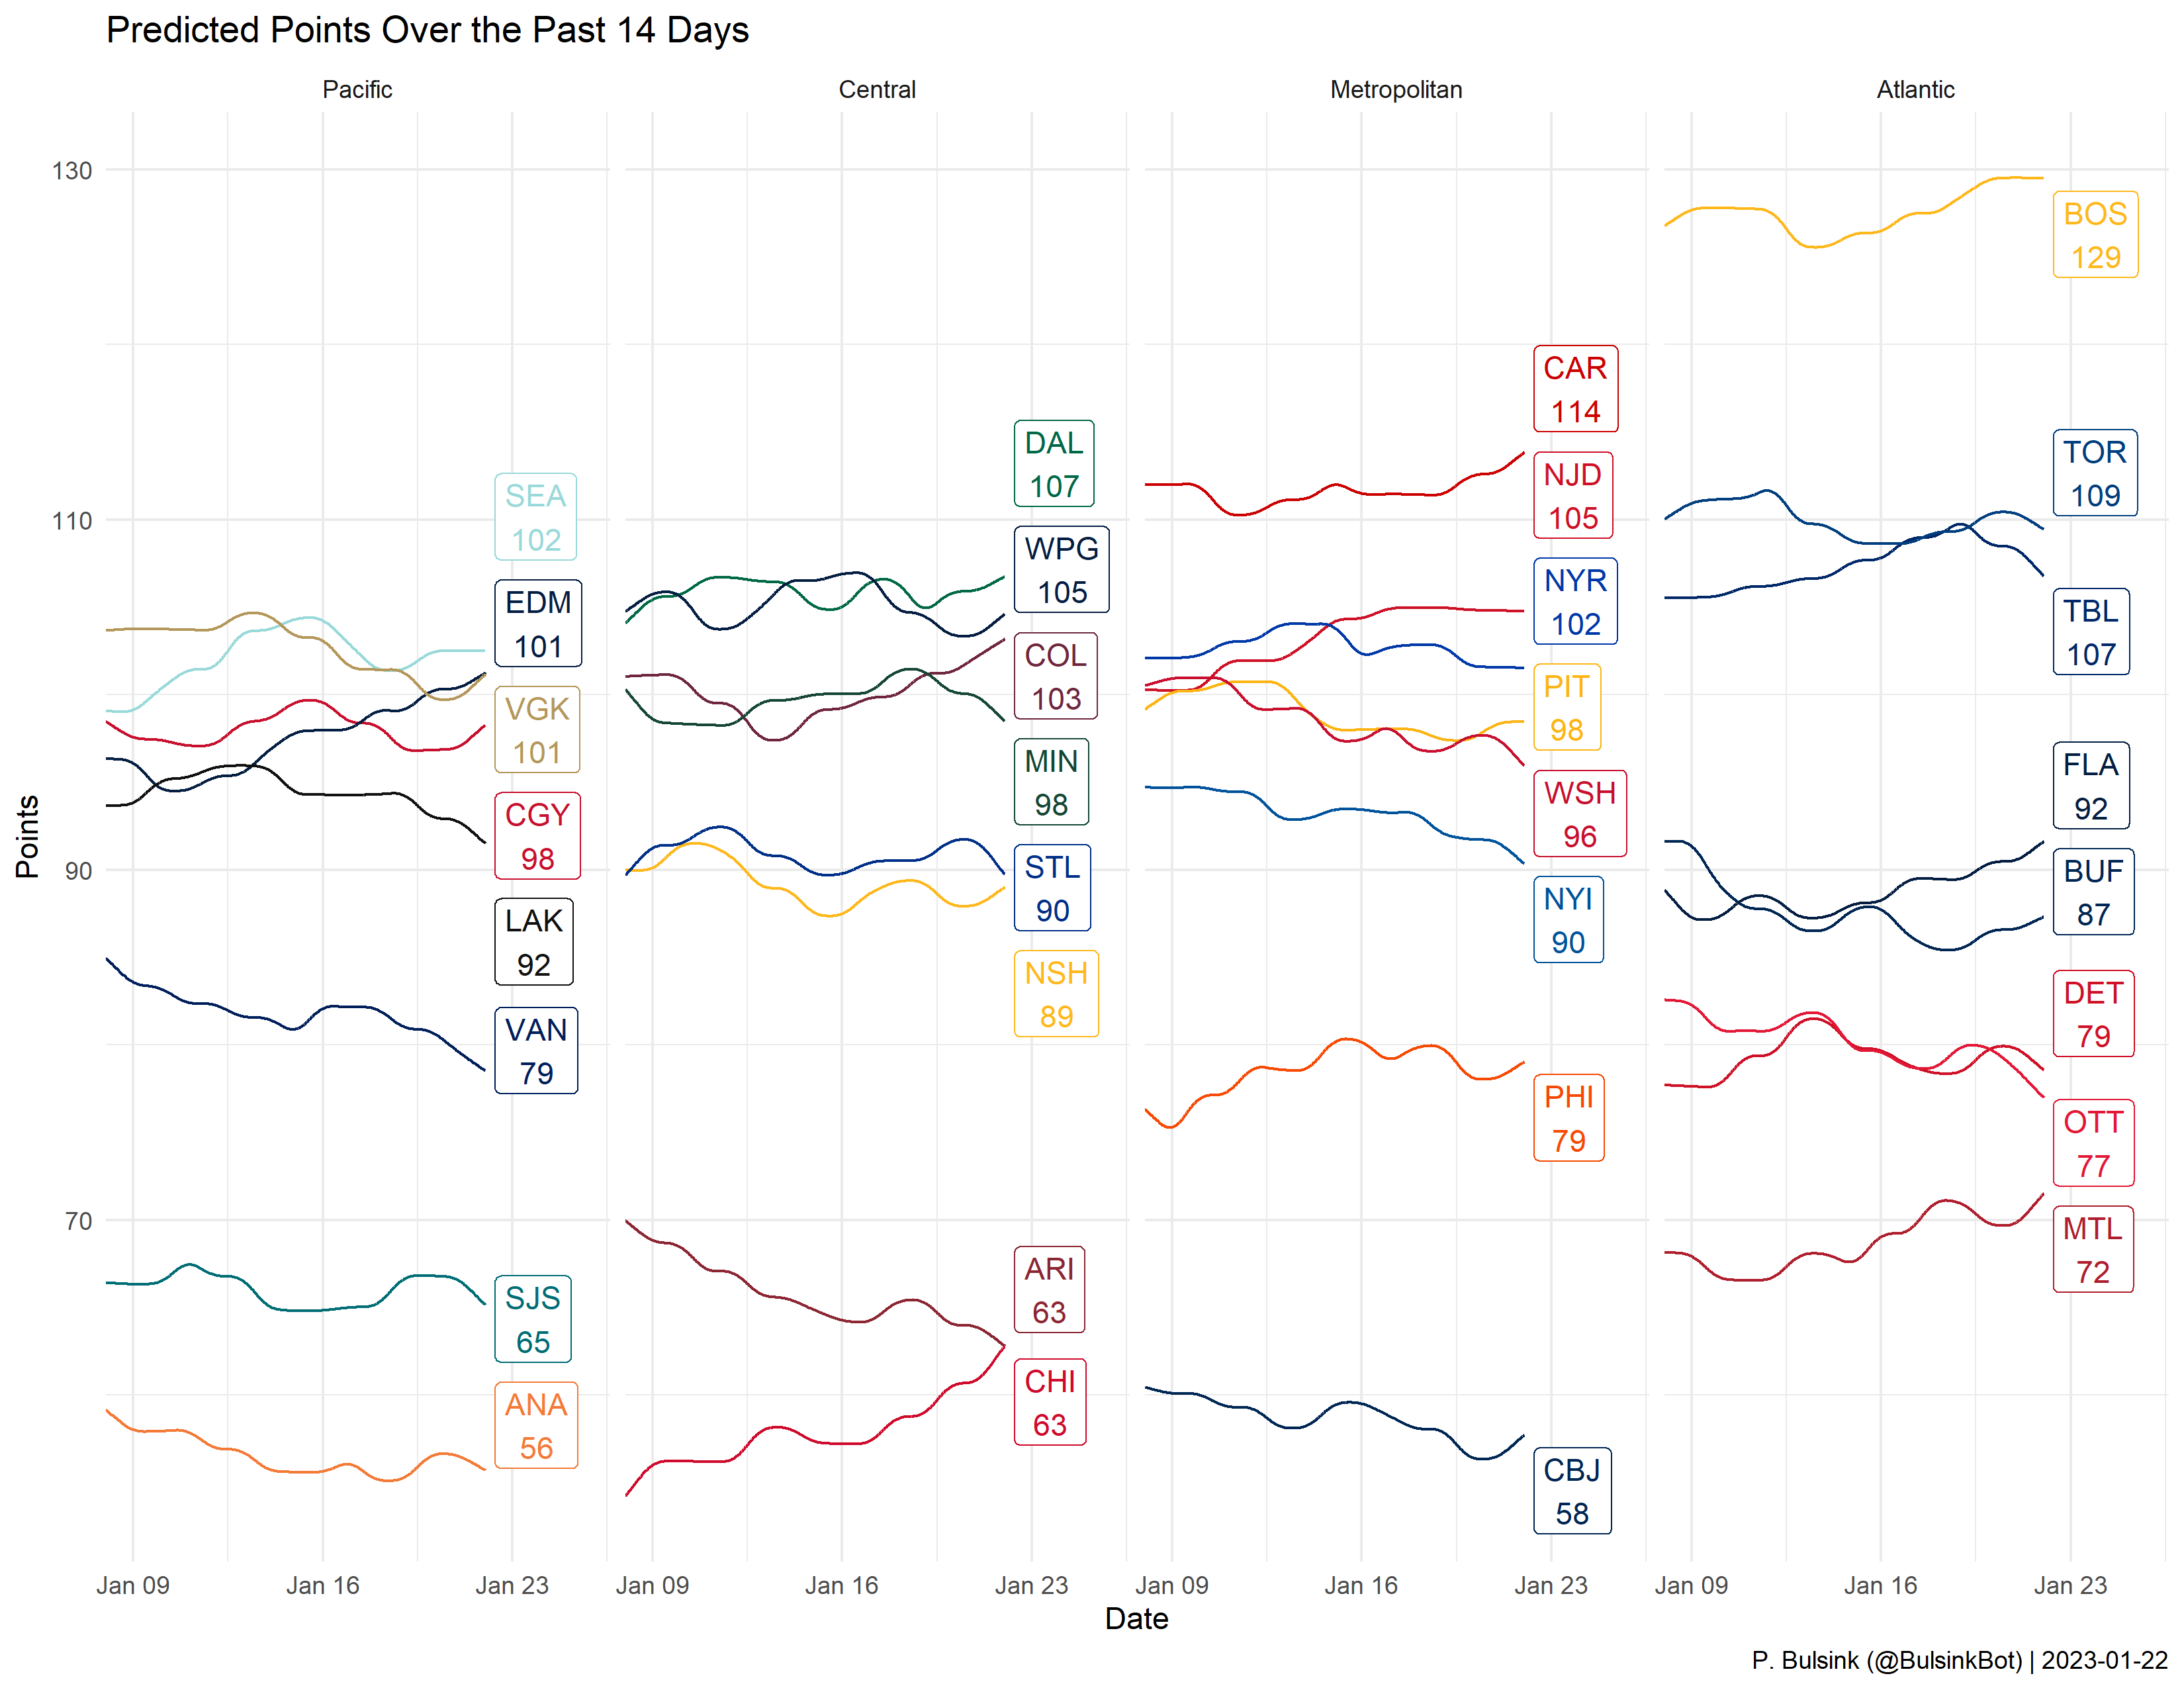 Predicted Points Over the Past 14 Days
Pacific
Central
Metropolitan
Atlantic
Points
130
110
90
70
SEA
102
EDM
101
VGK
101
CGY
98
LAK
92
VAN
79
SJS
65
ANA
56
DAL
107
WPG
105
COL
103
MIN
98
STL
90
NSH
89
ARI
63
CHI
63
CAR
114
NJD
105
NYR
102
PIT
98
WSH
96
NYI
90
PHI
79
CBJ
58
BOS
129
TOR
109
TBL
107
FLA
92
BUF
87
DET
79
OTT
77
MTL
72
Jan 09
Jan 16
Jan 23
Jan 09
Jan 16
Jan 23
Jan 09
Jan 16
Jan 23
Jan 09
Jan 16
Jan 23
Date
P. Bulsink (@BulsinkBot) | 2023-01-22